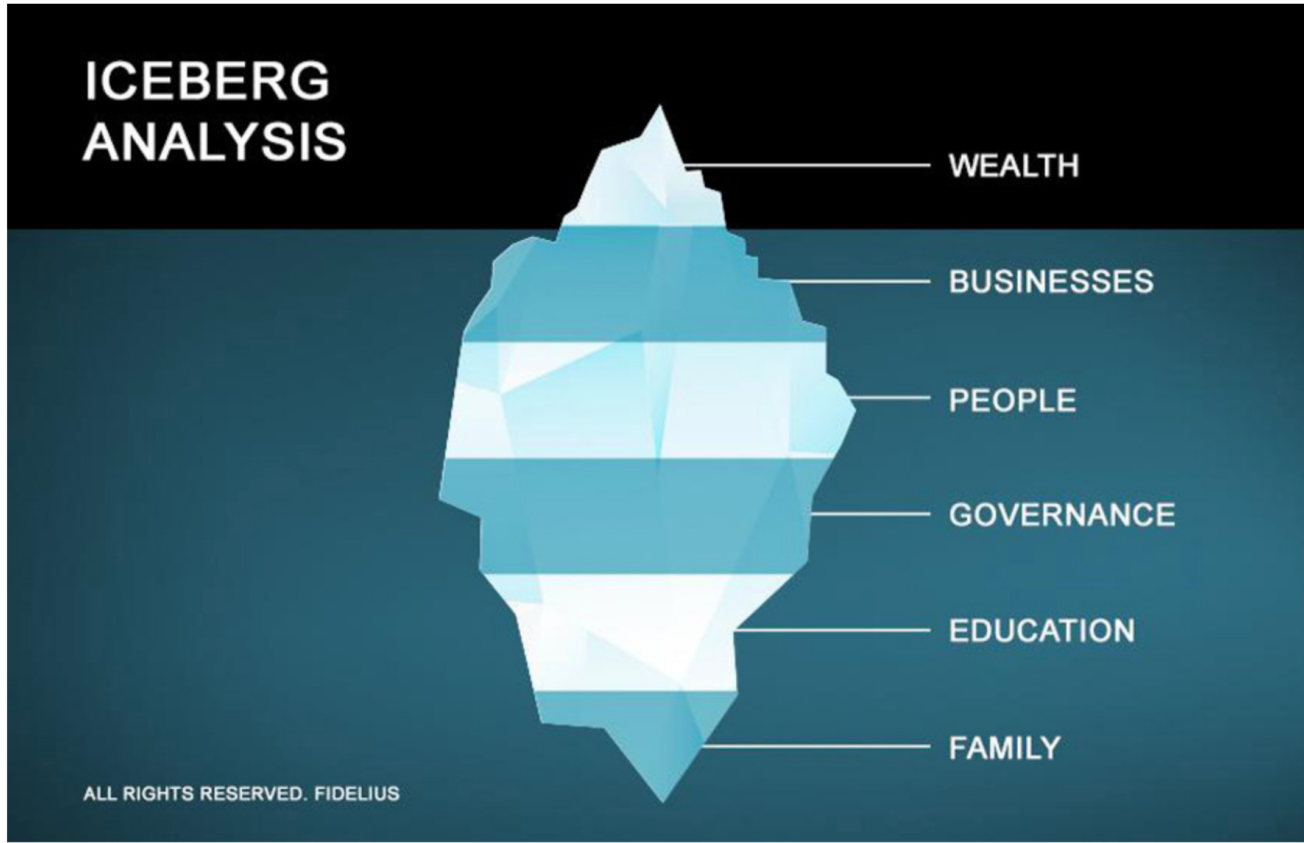 ICEBERG
ANALYSIS
WEALTH
BUSINESSES
PEOPLE
GOVERNANCE
EDUCATION
FAMILY
ALL RIGHTS RESERVED. FIDELIUS